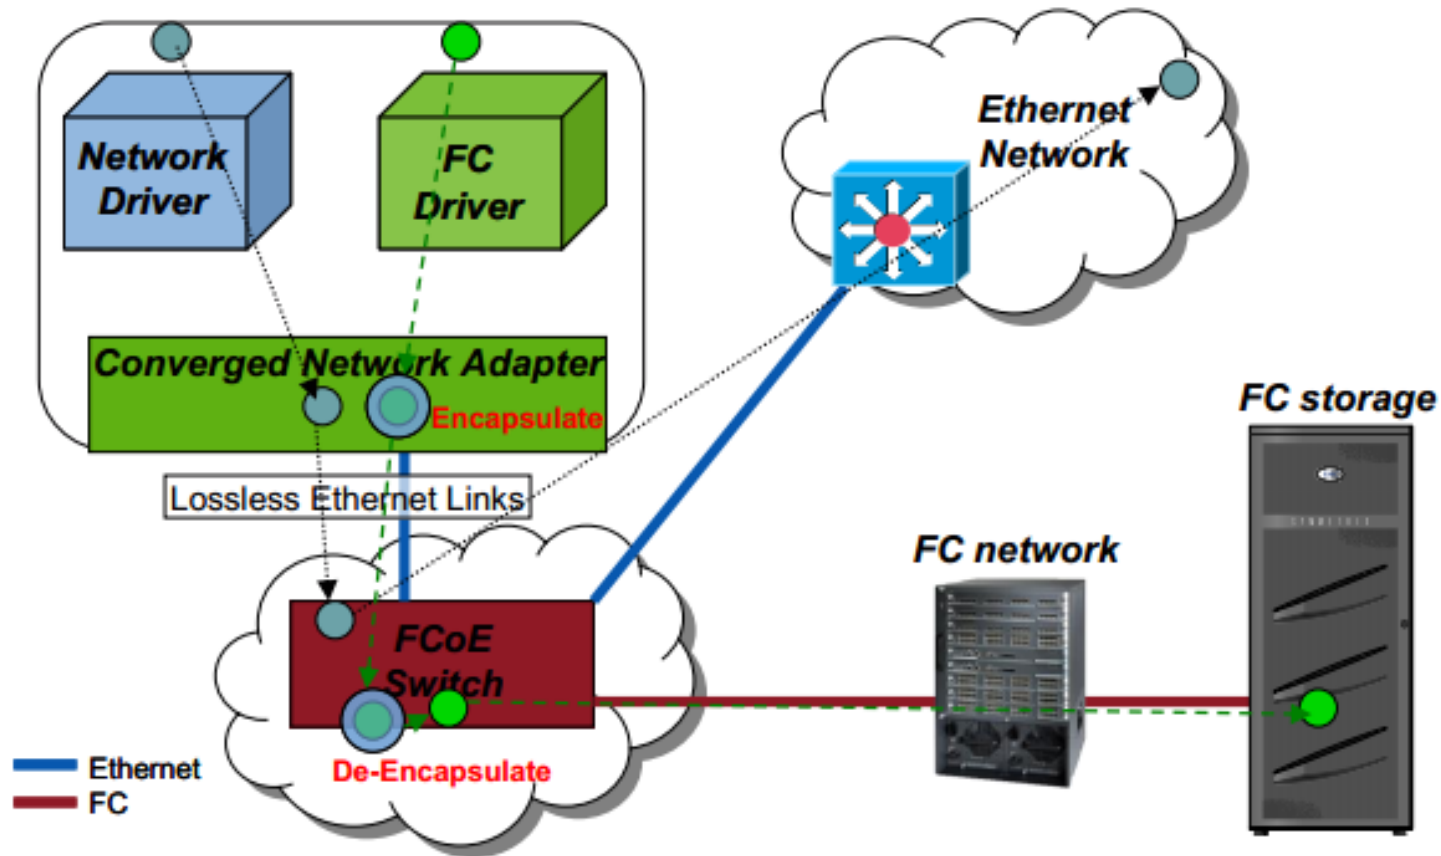 Network
Driver
FC
Driver
Ethernet
Network
Converged Network Adapter
Encapsulate
Lossless Ethernet Links
FC storage
FC network
FCoE
Switch
De-Encapsulate
Ethernet
FC